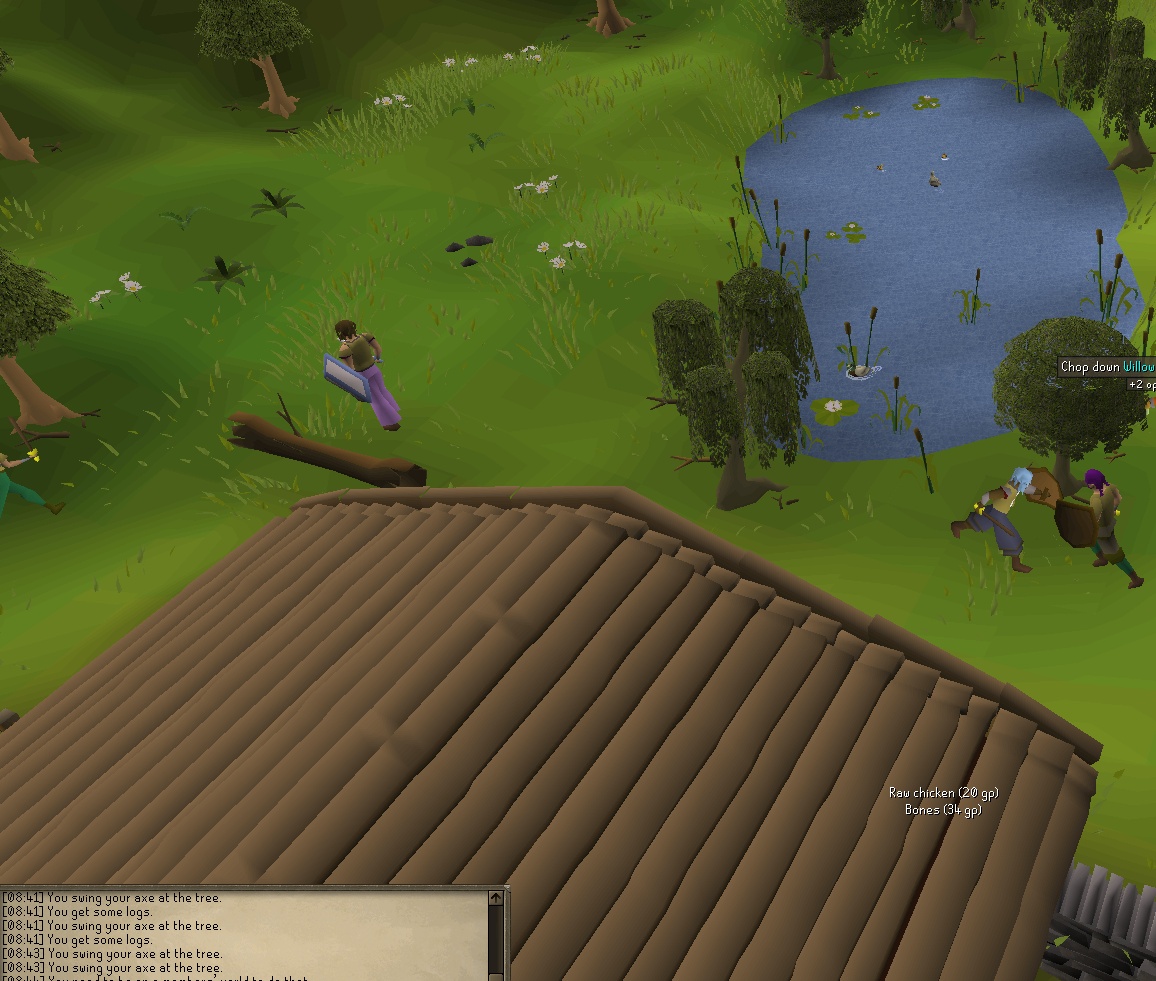 Chop down Willow
+2 op
Raw chicken (20 gp)
Bones (34 gp)
[08:41] You swing your axe at the tree.
[08:41] You get some logs.
[08:41] You swing your axe at the tree.
[08:41] You get some logs.
[08:43] You swing your axe at the tree.
[08:43] You swing your axe at the tree.